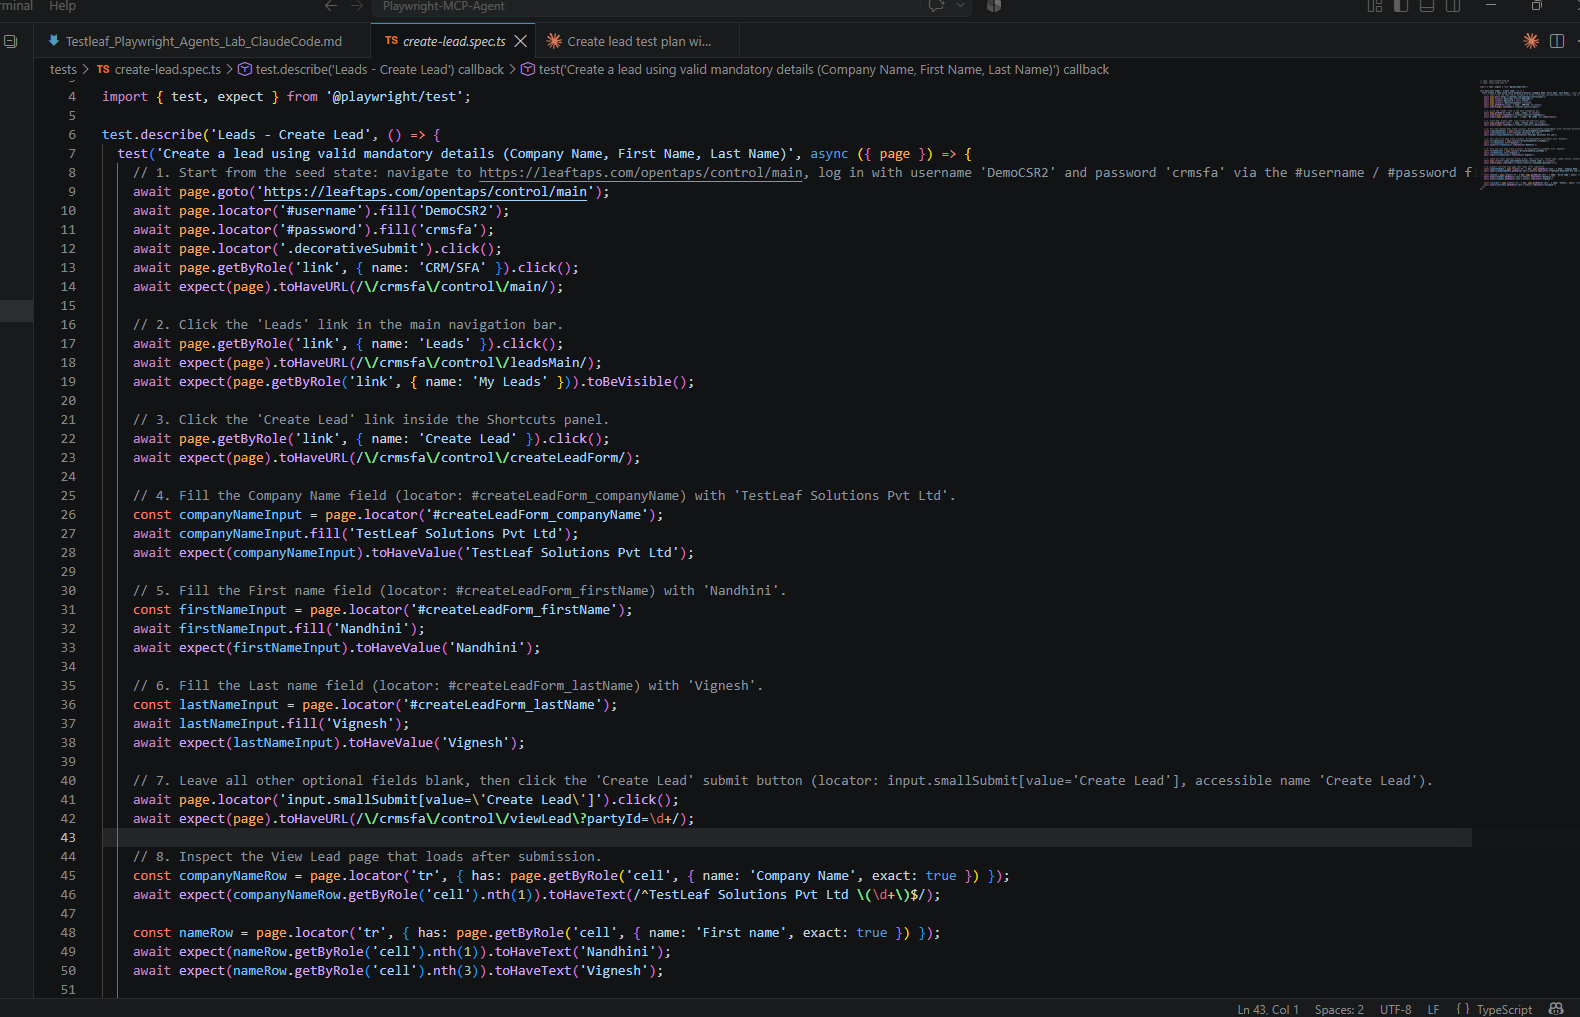 minal Help
Playwright-MCP-Agent
Testleaf_Playwright_Agents_Lab_ClaudeCode.md
TS create-lead.spec.ts
Create lead test plan wi...
tests > TS create-lead.spec.ts > test.describe('Leads - Create Lead') callback > test('Create a lead using valid mandatory details (Company Name, First Name, Last Name)') callback
4 import { test, expect } from '@playwright/test';
5
6 test.describe('Leads - Create Lead', () => {
7 test('Create a lead using valid mandatory details (Company Name, First Name, Last Name)', async ({ page }) => {
8 // 1. Start from the seed state: navigate to https://leaftaps.com/opentaps/control/main, log in with username 'DemoCSR2' and password 'crmsfa' via the #username / #password f
9 await page.goto('https://leaftaps.com/opentaps/control/main');
10 await page.locator('#username').fill('DemoCSR2');
11 await page.locator('#password').fill('crmsfa');
12 await page.locator('.decorativeSubmit').click();
13 await page.getByRole('link', { name: 'CRM/SFA' }).click();
14 await expect(page).toHaveURL(/\/crmsfa\/control\/main/);
15
16 // 2. Click the 'Leads' link in the main navigation bar.
17 await page.getByRole('link', { name: 'Leads' }).click();
18 await expect(page).toHaveURL(/\/crmsfa\/control\/leadsMain/);
19 await expect(page.getByRole('link', { name: 'My Leads' })).toBeVisible();
20
21 // 3. Click the 'Create Lead' link inside the Shortcuts panel.
22 await page.getByRole('link', { name: 'Create Lead' }).click();
23 await expect(page).toHaveURL(/\/crmsfa\/control\/createLeadForm/);
24
25 // 4. Fill the Company Name field (locator: #createLeadForm_companyName) with 'TestLeaf Solutions Pvt Ltd'.
26 const companyNameInput = page.locator('#createLeadForm_companyName');
27 await companyNameInput.fill('TestLeaf Solutions Pvt Ltd');
28 await expect(companyNameInput).toHaveValue('TestLeaf Solutions Pvt Ltd');
29
30 // 5. Fill the First name field (locator: #createLeadForm_firstName) with 'Nandhini'.
31 const firstNameInput = page.locator('#createLeadForm_firstName');
32 await firstNameInput.fill('Nandhini');
33 await expect(firstNameInput).toHaveValue('Nandhini');
34
35 // 6. Fill the Last name field (locator: #createLeadForm_lastName) with 'Vignesh'.
36 const lastNameInput = page.locator('#createLeadForm_lastName');
37 await lastNameInput.fill('Vignesh');
38 await expect(lastNameInput).toHaveValue('Vignesh');
39
40 // 7. Leave all other optional fields blank, then click the 'Create Lead' submit button (locator: input.smallSubmit[value='Create Lead'], accessible name 'Create Lead').
41 await page.locator('input.smallSubmit[value=\'Create Lead\']').click();
42 await expect(page).toHaveURL(/\/crmsfa\/control\/viewLead\?partyId=\d+/);
43
44 // 8. Inspect the View Lead page that loads after submission.
45 const companyNameRow = page.locator('tr', { has: page.getByRole('cell', { name: 'Company Name', exact: true }) });
46 await expect(companyNameRow.getByRole('cell').nth(1)).toHaveText(/^TestLeaf Solutions Pvt Ltd \(\d+\)$/);
47
48 const nameRow = page.locator('tr', { has: page.getByRole('cell', { name: 'First name', exact: true }) });
49 await expect(nameRow.getByRole('cell').nth(1)).toHaveText('Nandhini');
50 await expect(nameRow.getByRole('cell').nth(3)).toHaveText('Vignesh');
51
Ln 43, Col 1 Spaces: 2 UTF-8 LF { } TypeScript